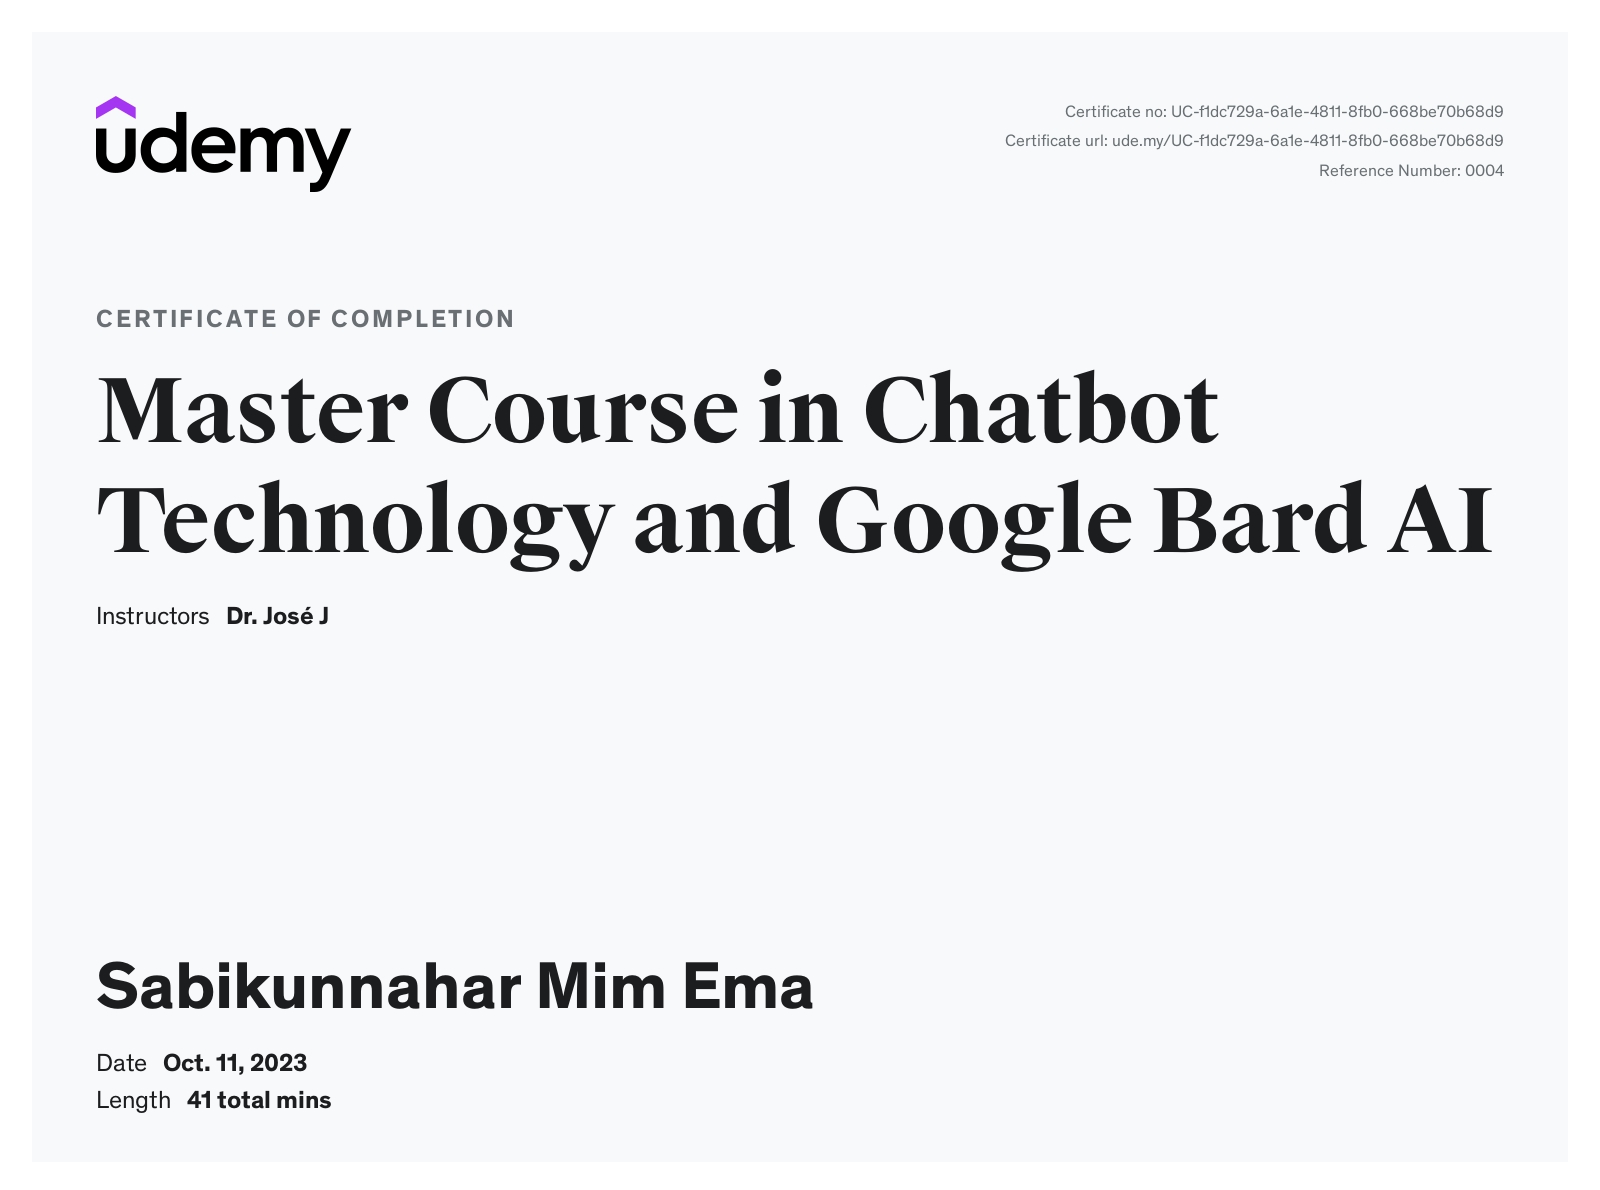 udemy
Certificate no: UC-f1dc729a-6a1e-4811-8fb0-668be70b68d9
Certificate url: ude.my/UC-f1dc729a-6a1e-4811-8fb0-668be70b68d9
Reference Number: 0004
CERTIFICATE OF COMPLETION
Master Course in Chatbot
Technology and Google Bard AI
Instructors Dr. José J
Sabikunnahar Mim Ema
Date Oct. 11, 2023
Length 41 total mins